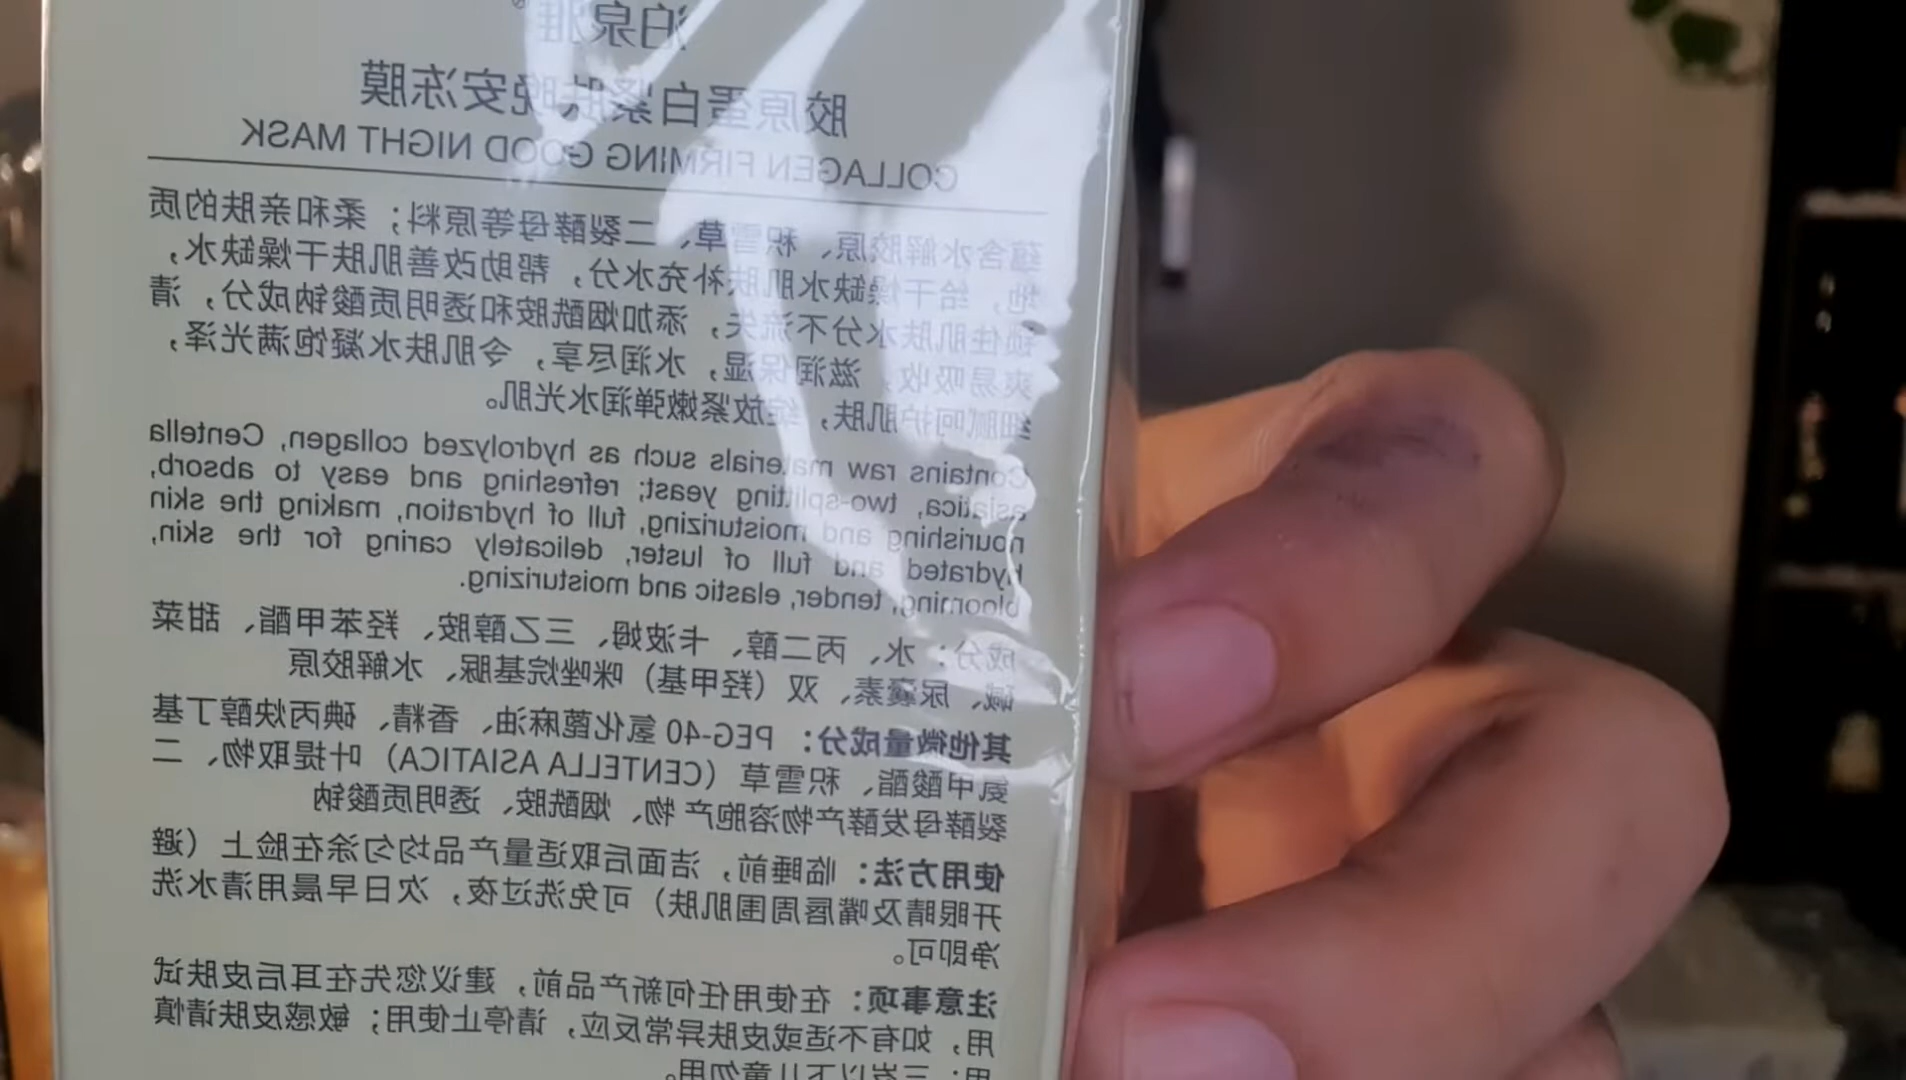 泊泉雅®
胶原蛋白紧肤晚安冻膜
COLLAGEN FIRMING GOOD NIGHT MASK
蕴含水解胶原、积雪草、二裂酵母等原料；柔和亲肤的质
地，给干燥缺水肌肤补充水分，帮助改善肌肤干燥缺水，
锁住肌肤水分不流失，添加烟酰胺和透明质酸钠成分，清
爽易吸收，滋润保湿，水润尽享，令肌肤水凝饱满光泽，
细腻呵护肌肤，绽放紧嫩弹润水光肌。
Contains raw materials such as hydrolyzed collagen, Centella
asiatica, two-splitting yeast; refreshing and easy to absorb,
nourishing and moisturizing, full of hydration, making the skin
hydrated and full of luster, delicately caring for the skin,
blooming, tender, elastic and moisturizing.
成分：水、丙二醇、卡波姆、三乙醇胺、羟苯甲酯、甜菜
碱、尿囊素、双（羟甲基）咪唑烷基脲、水解胶原
其他微量成分：PEG-40 氢化蓖麻油、香精、碘丙炔醇丁基
氨甲酸酯、积雪草（CENTELLA ASIATICA）叶提取物、二
裂酵母发酵产物溶胞产物、烟酰胺、透明质酸钠
使用方法：临睡前，洁面后取适量产品均匀涂在脸上（避
开眼睛及嘴唇周围肌肤）可免洗过夜，次日早晨用清水洗
净即可。
注意事项：在使用任何新产品前，建议您先在耳后皮肤试
用，如有不适或皮肤异常反应，请停止使用；敏感皮肤请慎
用；三岁以下儿童勿用。